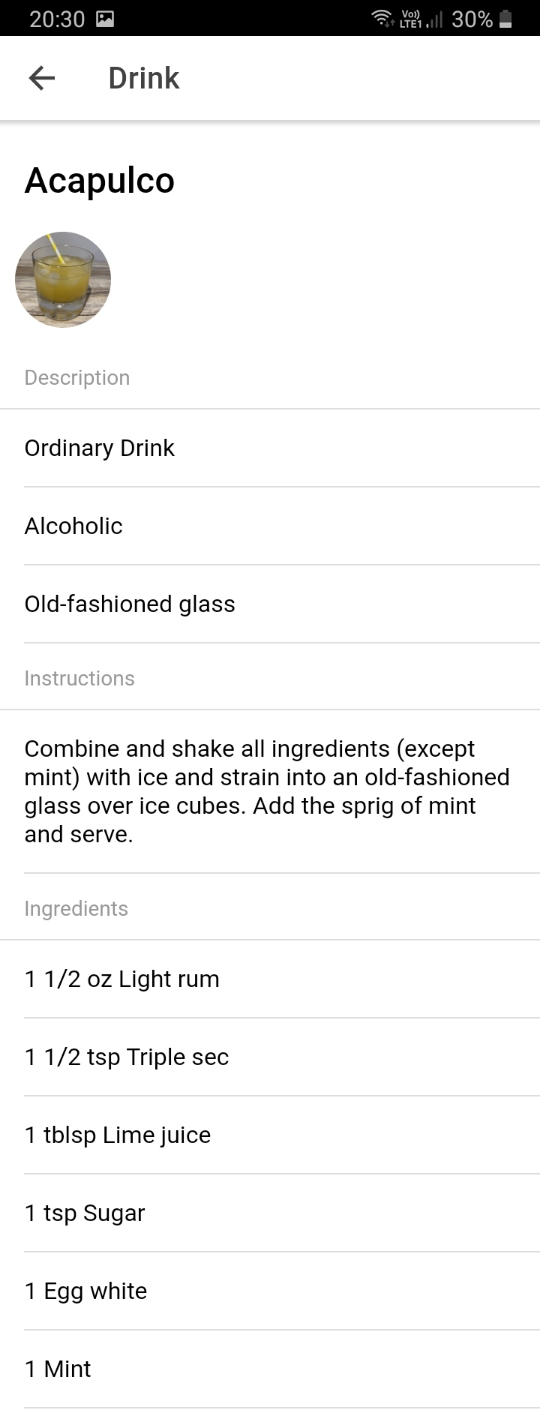 20:30 Vo)) LTE1 30%
Drink
Acapulco
Description
Ordinary Drink
Alcoholic
Old-fashioned glass
Instructions
Combine and shake all ingredients (except
mint) with ice and strain into an old-fashioned
glass over ice cubes. Add the sprig of mint
and serve.
Ingredients
1 1/2 oz Light rum
1 1/2 tsp Triple sec
1 tblsp Lime juice
1 tsp Sugar
1 Egg white
1 Mint